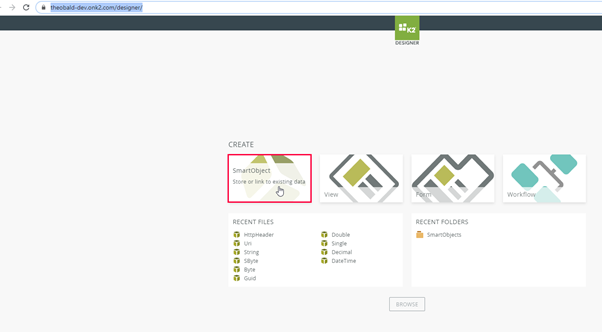 theobald-dev.onk2.com/designer/
K2
DESIGNER
CREATE
SmartObject
Store or link to existing data
View
Form
Workflow
RECENT FILES
HttpHeader
Uri
String
SByte
Byte
Guid
Double
Single
Decimal
DateTime
RECENT FOLDERS
SmartObjects
BROWSE